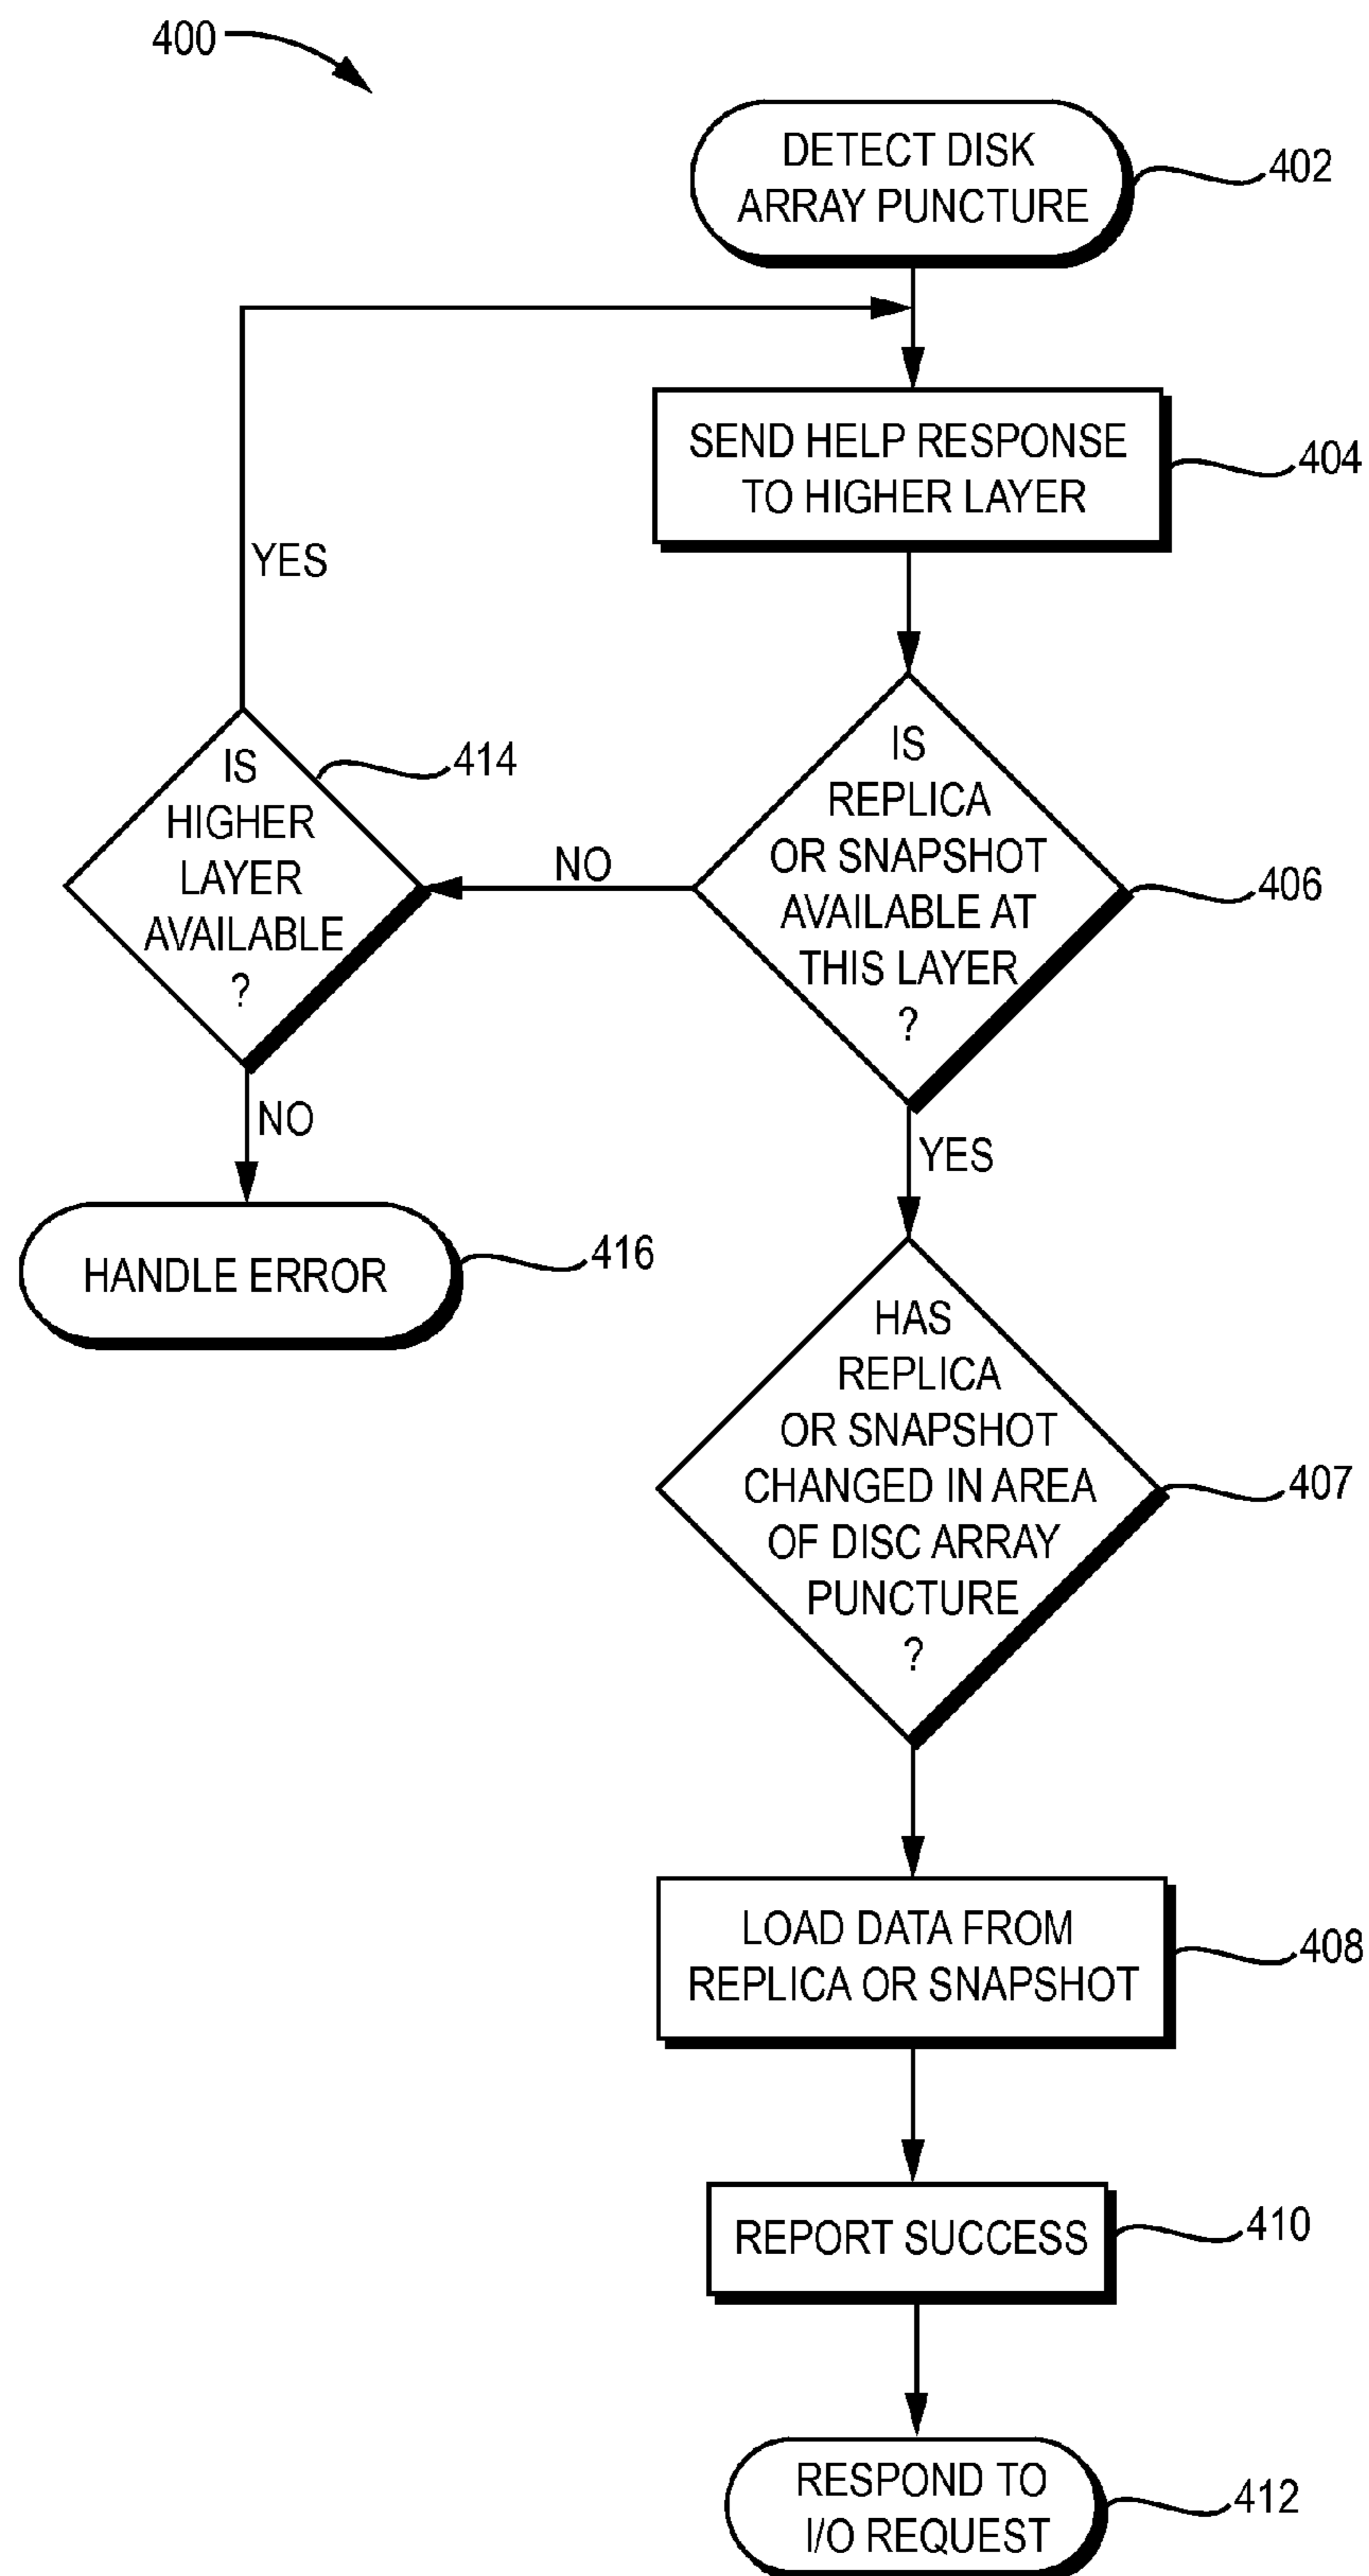 400
DETECT DISK
ARRAY PUNCTURE
402
SEND HELP RESPONSE
TO HIGHER LAYER
404
YES
IS
HIGHER
LAYER
AVAILABLE
?
414
NO
IS
REPLICA
OR SNAPSHOT
AVAILABLE AT
THIS LAYER
?
406
NO
YES
HANDLE ERROR
416
HAS
REPLICA
OR SNAPSHOT
CHANGED IN AREA
OF DISC ARRAY
PUNCTURE
?
407
LOAD DATA FROM
REPLICA OR SNAPSHOT
408
REPORT SUCCESS
410
RESPOND TO
I/O REQUEST
412